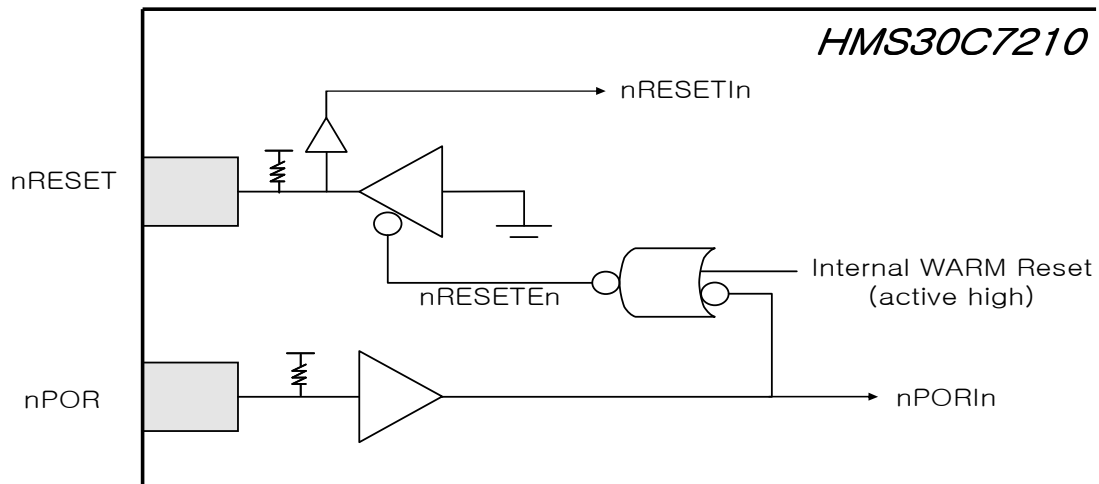 HMS30C7210
nRESETIn
nRESET
Internal WARM Reset
(active high)
nRESETEn
nPOR
nPORIn